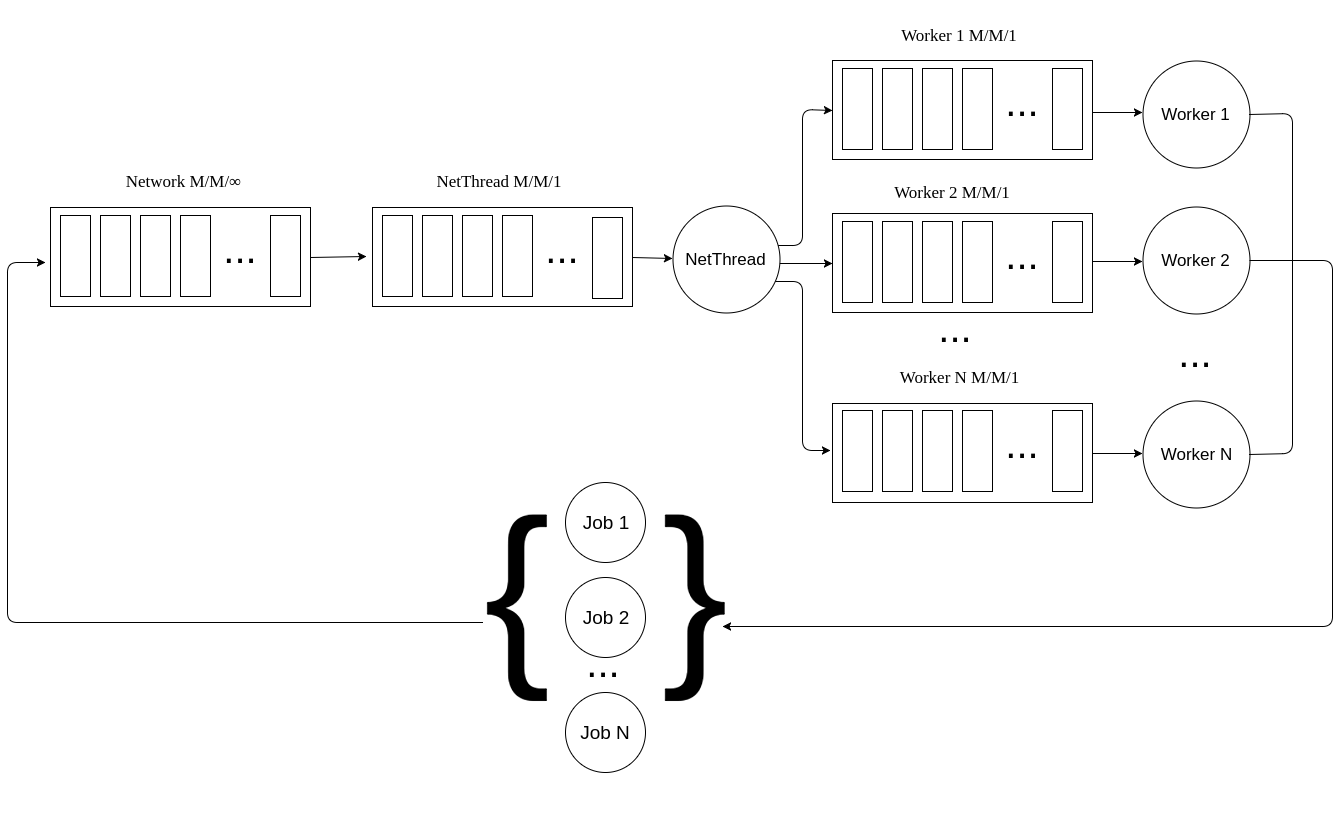 Worker 1 M/M/1
...
Worker 1
Network M/M/∞
...
NetThread M/M/1
...
NetThread
Worker 2 M/M/1
...
Worker 2
...
...
Worker N M/M/1
...
Worker N
{
Job 1
Job 2
...
Job N
}